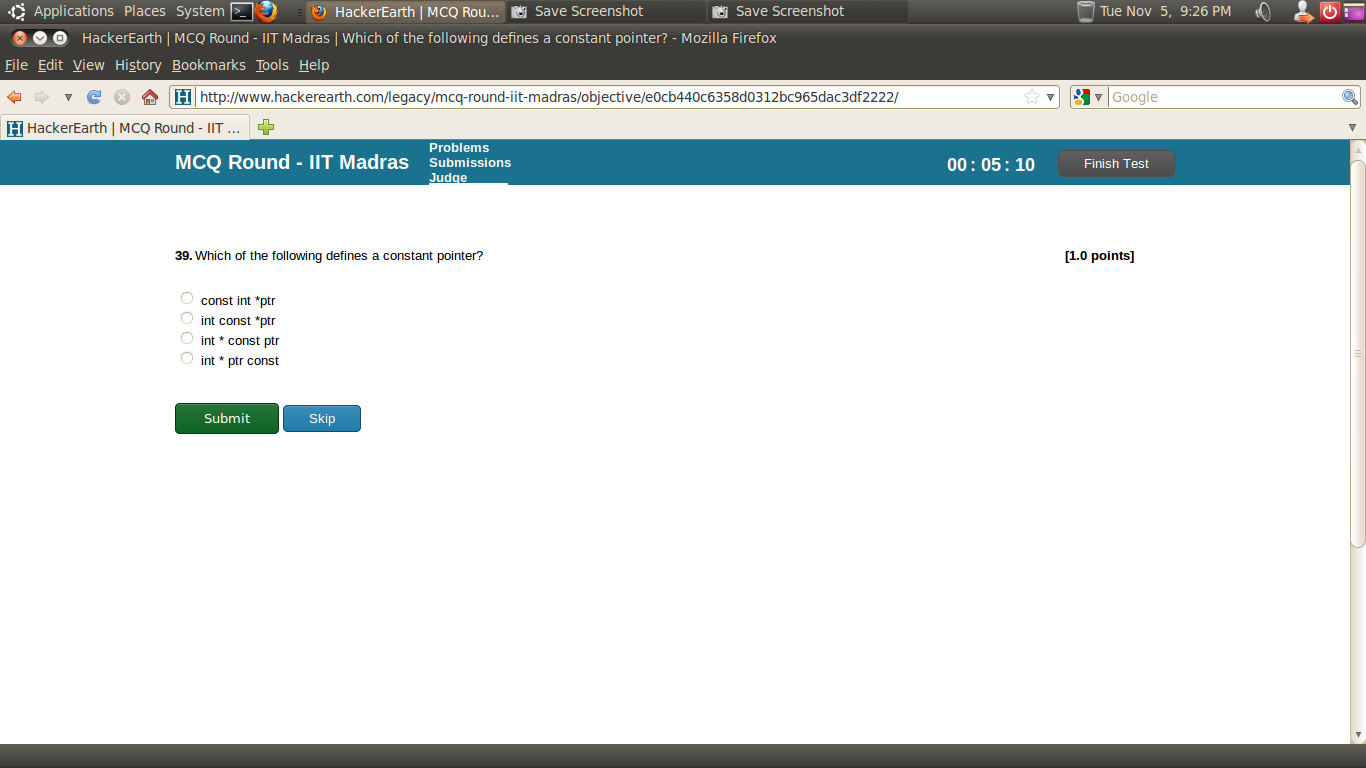 Applications Places System HackerEarth | MCQ Rou... Save Screenshot Save Screenshot Tue Nov 5, 9:26 PM
HackerEarth | MCQ Round - IIT Madras | Which of the following defines a constant pointer? - Mozilla Firefox
File Edit View History Bookmarks Tools Help
http://www.hackerearth.com/legacy/mcq-round-iit-madras/objective/e0cb440c6358d0312bc965dac3df2222/ Google
HackerEarth | MCQ Round - IIT ...
MCQ Round - IIT Madras
Problems
Submissions
Judge
00 : 05 : 10 Finish Test
39. Which of the following defines a constant pointer? [1.0 points]
const int *ptr
int const *ptr
int * const ptr
int * ptr const
Submit Skip